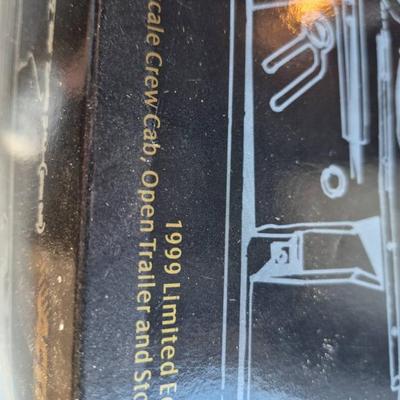 1999 Limited E
cale Crew Cab, Open Trailer and Sto